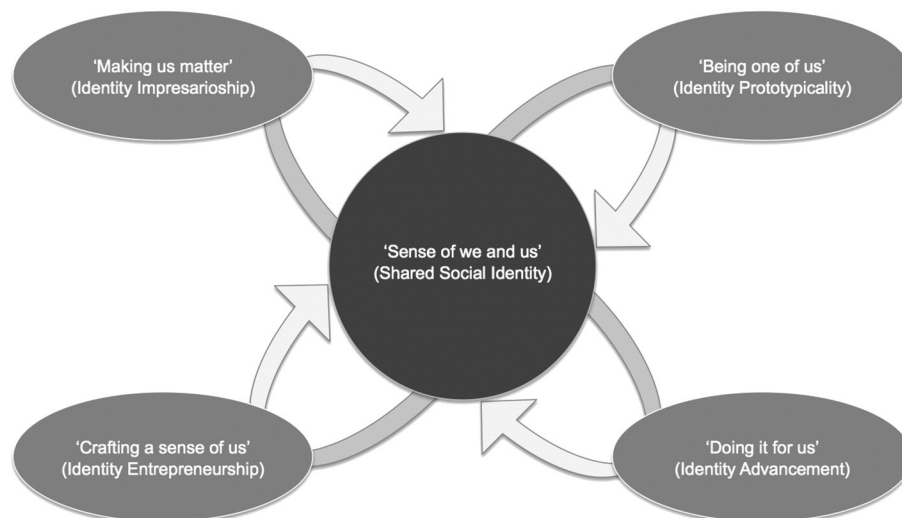 ‘Making us matter’
(Identity Impresarioship)
‘Being one of us’
(Identity Prototypicality)
‘Sense of we and us’
(Shared Social Identity)
‘Crafting a sense of us’
(Identity Entrepreneurship)
‘Doing it for us’
(Identity Advancement)